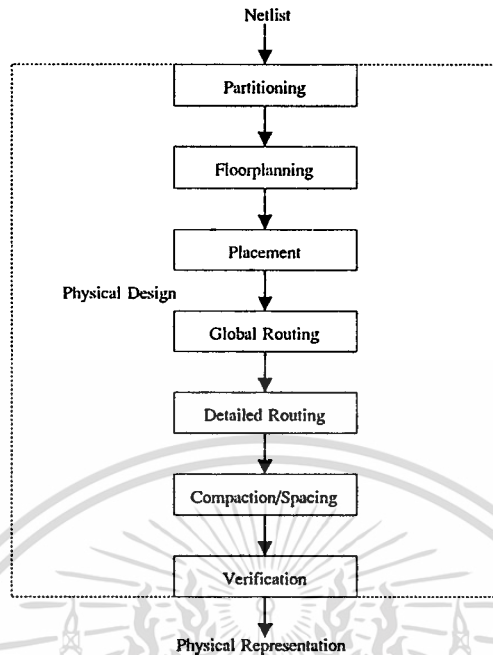 Netlist
Partitioning
Floorplanning
Placement
Physical Design
Global Routing
Detailed Routing
Compaction/Spacing
Verification
Physical Representation